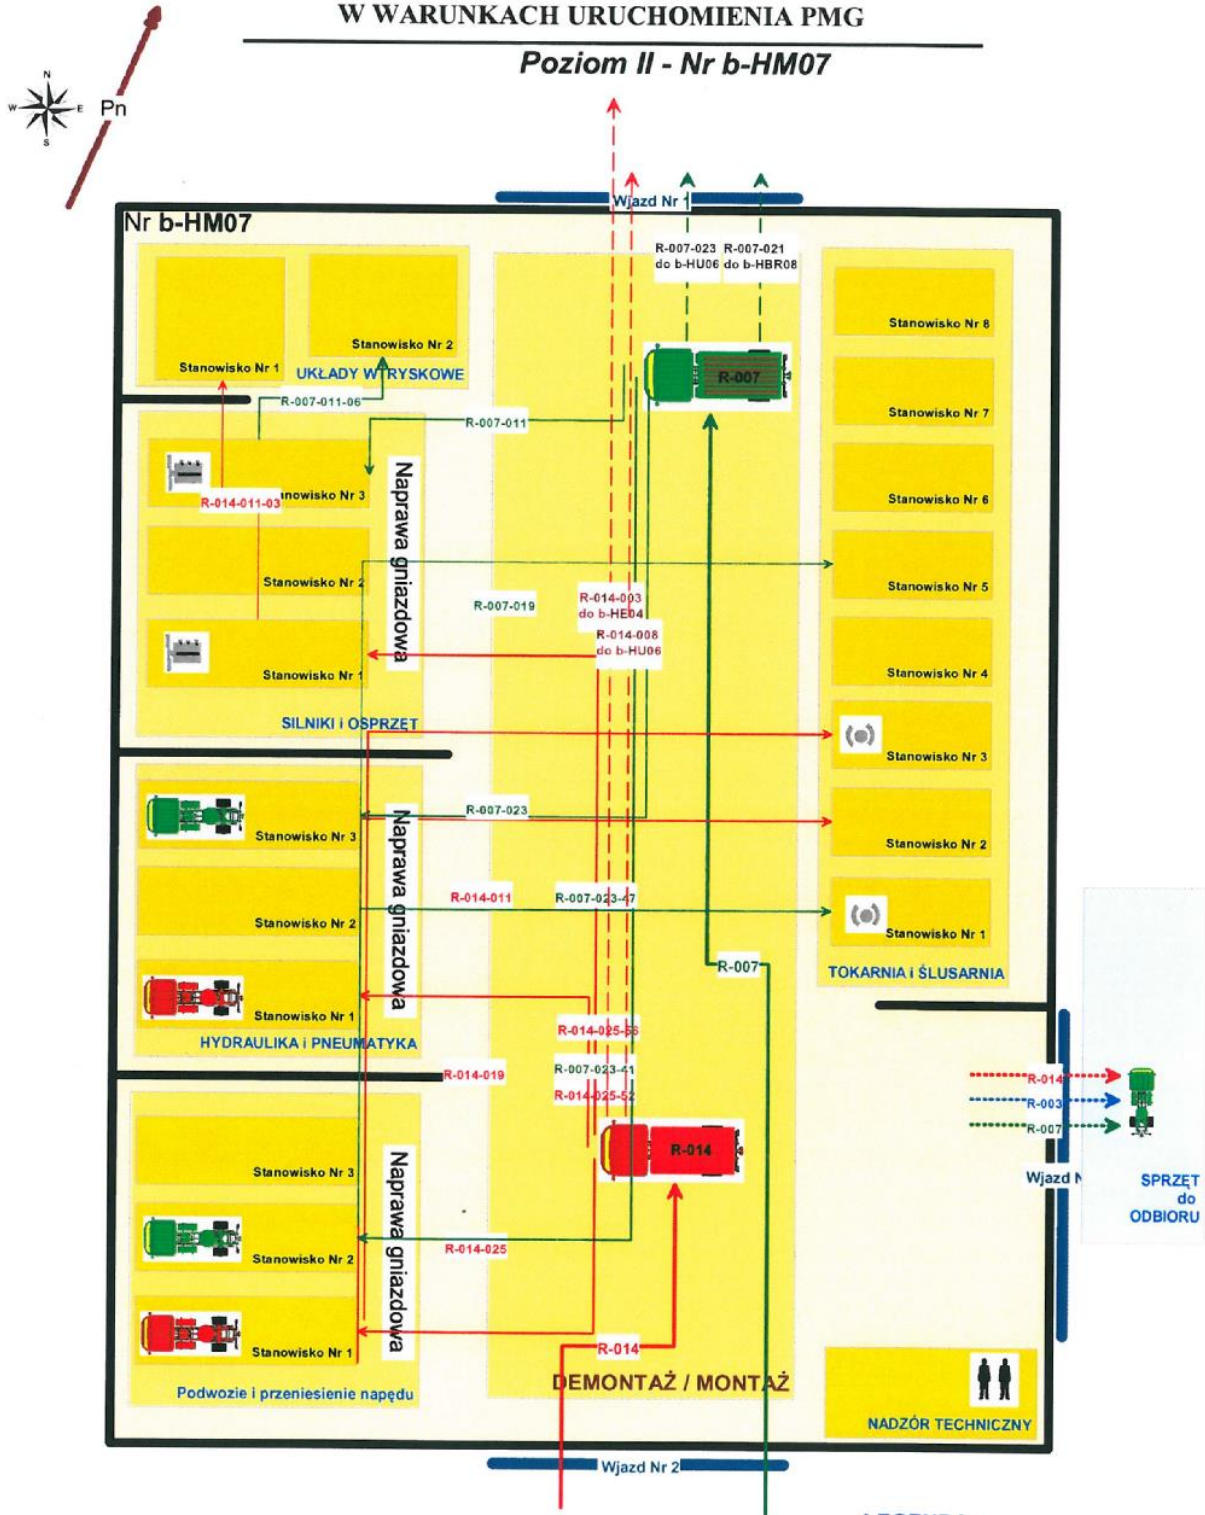 W WARUNKACH URUCHOMIENIA PMG
Poziom II - Nr b-HM07
N
W
E
S
Pn
Wjazd Nr 1
Nr b-HM07
R-007-023
do b-HU06
R-007-021
do b-HBR08
Stanowisko Nr 1
Stanowisko Nr 2
UKŁADY WTRYSKOWE
R-007-011-06
R-007-011
R-007
Stanowisko Nr 8
Stanowisko Nr 7
Stanowisko Nr 6
Stanowisko Nr 5
Stanowisko Nr 4
Stanowisko Nr 3
Stanowisko Nr 2
Stanowisko Nr 1
TOKARNIA i ŚLUSARNIA
R-014-011-03
anowisko Nr 3
Stanowisko Nr 2
Stanowisko Nr 1
Naprawa gniazdowa
SILNIKI i OSPRZĘT
R-007-019
R-014-003
do b-HE04
R-014-008
do b-HU06
R-007-023
Stanowisko Nr 3
Stanowisko Nr 2
Stanowisko Nr 1
Naprawa gniazdowa
HYDRAULIKA i PNEUMATYKA
R-014-011
R-007-023-47
R-007
R-014-025-56
R-007-023-41
R-014-025-52
R-014-019
R-014
Stanowisko Nr 3
Stanowisko Nr 2
Stanowisko Nr 1
Naprawa gniazdowa
Podwozie i przeniesienie napędu
R-014-025
R-014
DEMONTAŻ / MONTAŻ
R-014
R-003
R-007
Wjazd N
SPRZĘT
do
ODBIORU
NADZÓR TECHNICZNY
Wjazd Nr 2